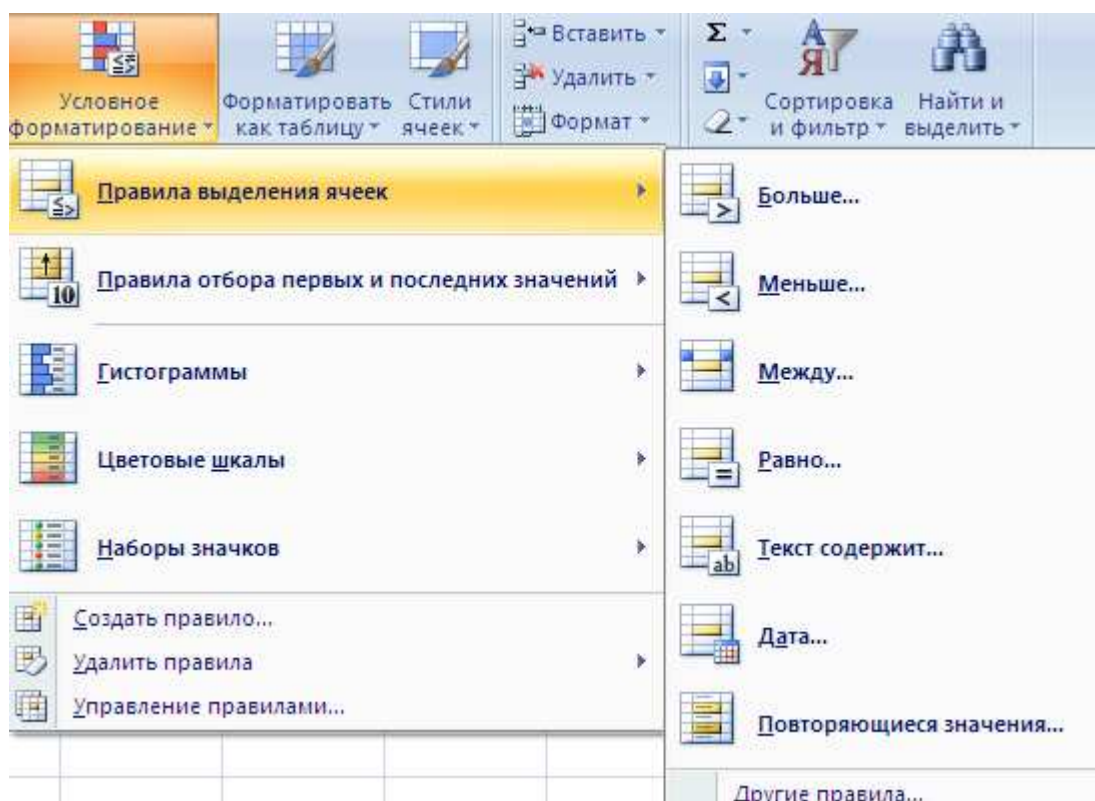 Условное форматирование
Форматировать как таблицу
Стили ячеек
Вставить
Удалить
Формат
Σ
А
Я
Сортировка и фильтр
Найти и выделить
Правила выделения ячеек
Правила отбора первых и последних значений
10
Гистограммы
Цветовые шкалы
Наборы значков
Создать правило...
Удалить правила
Управление правилами...
Больше...
Меньше...
Между...
Равно...
Текст содержит...
ab
Дата...
Повторяющиеся значения...
Другие правила...